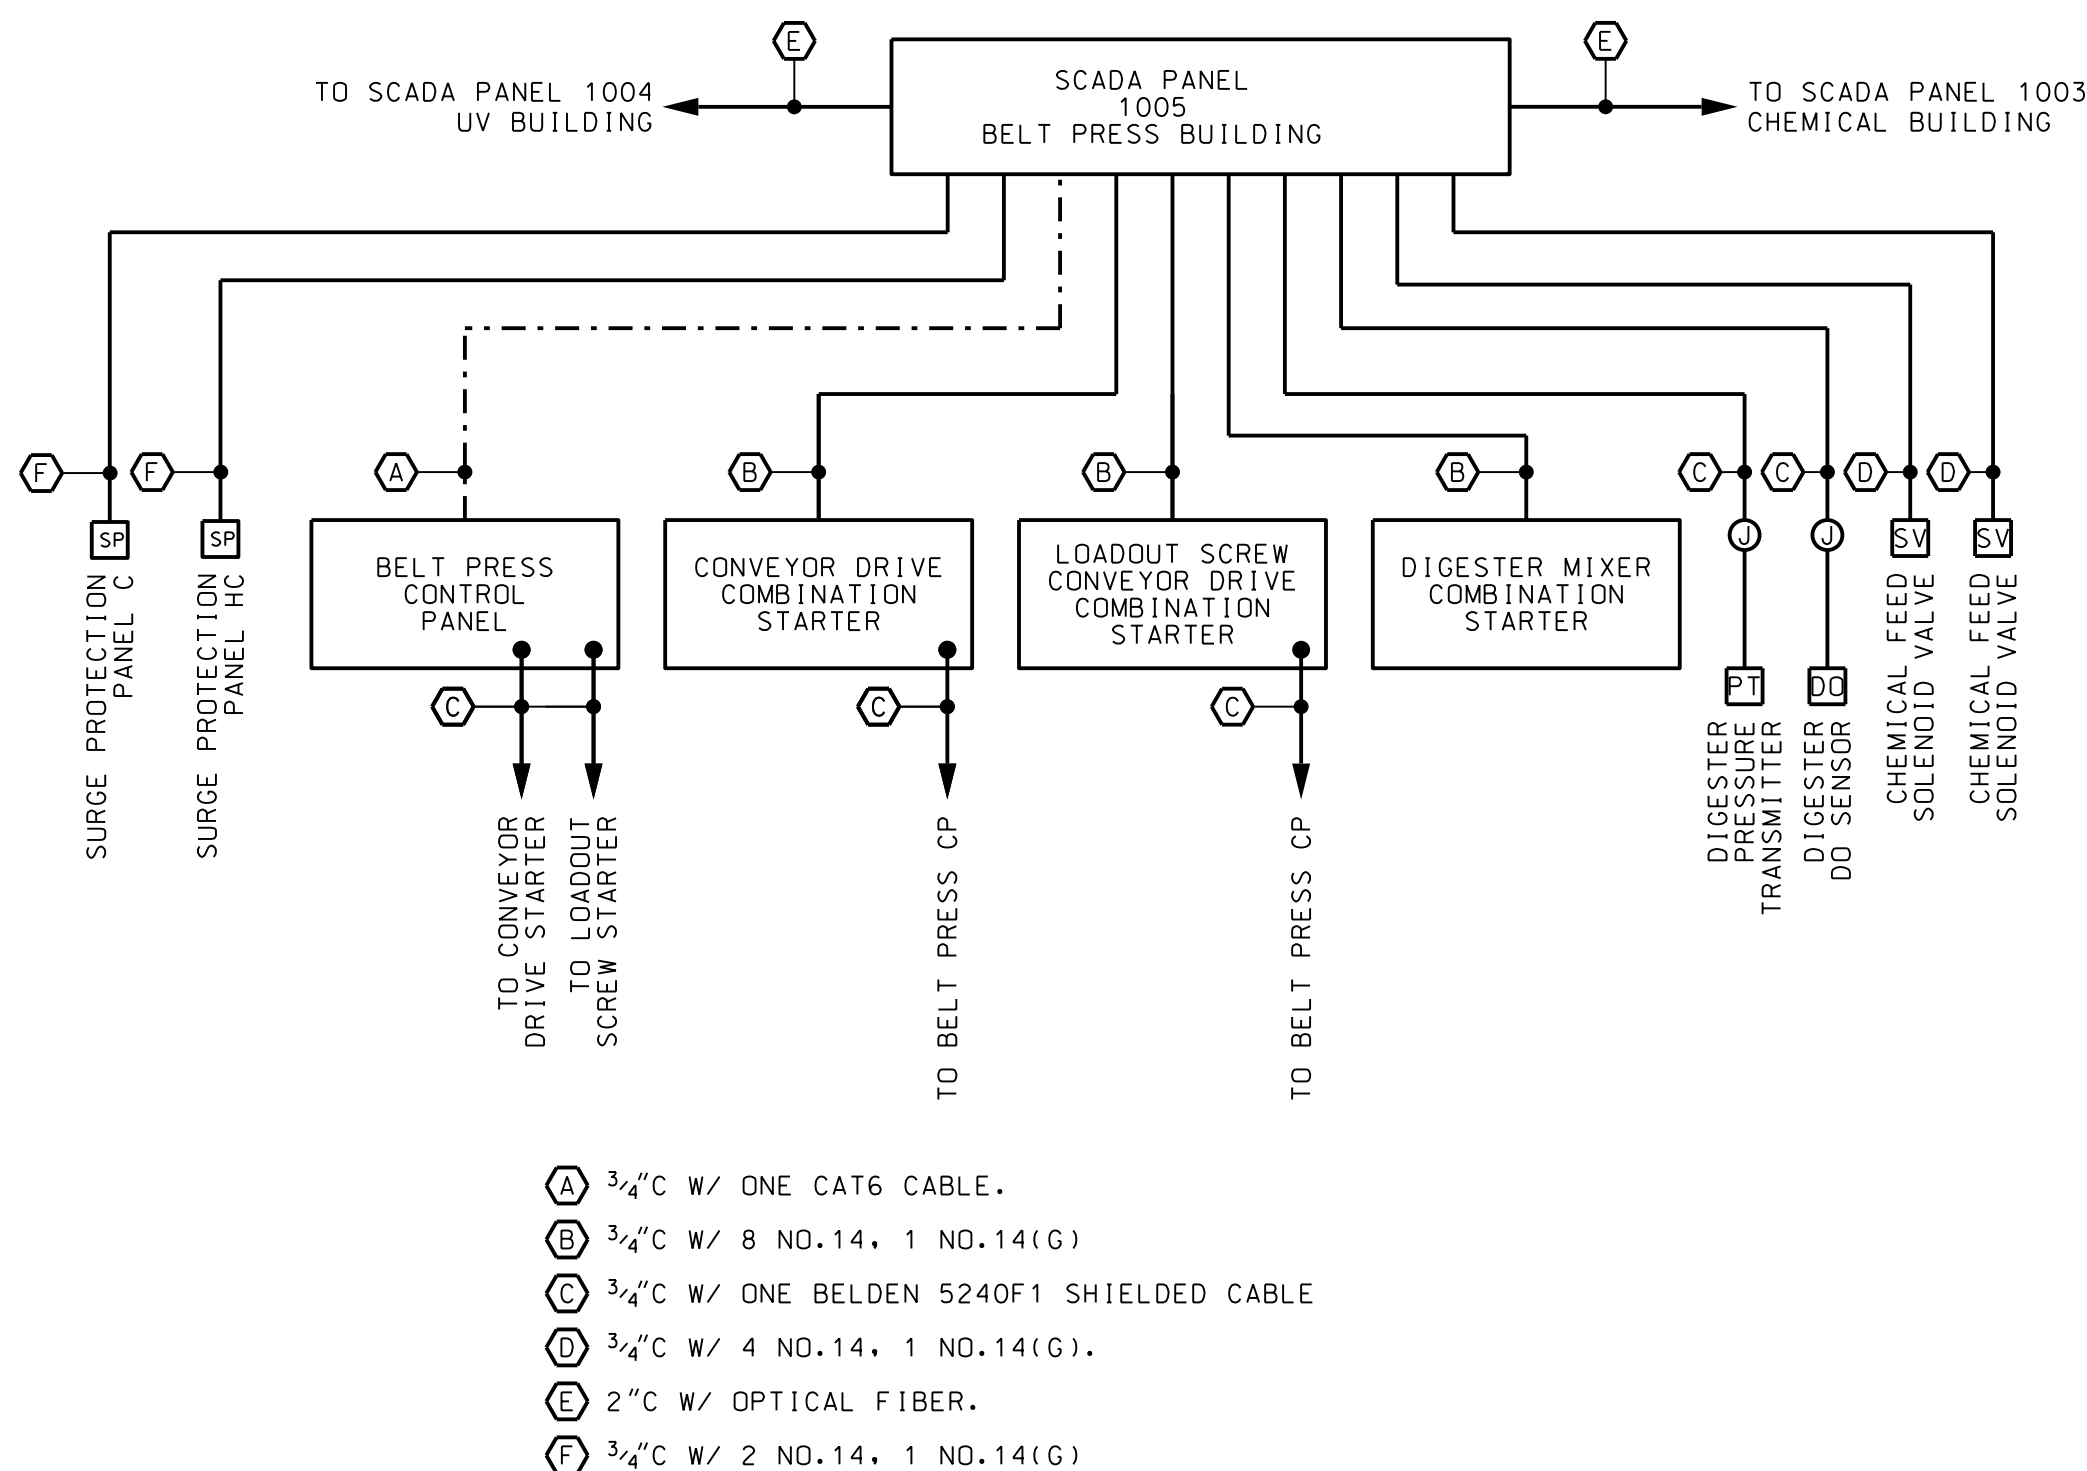 E
E
TO SCADA PANEL 1004
UV BUILDING
SCADA PANEL
1005
BELT PRESS BUILDING
TO SCADA PANEL 1003
CHEMICAL BUILDING
F
F
A
B
B
B
C
C
D
D
SP
SP
J
J
SV
SV
BELT PRESS
CONTROL
PANEL
CONVEYOR DRIVE
COMBINATION
STARTER
LOADOUT SCREW
CONVEYOR DRIVE
COMBINATION
STARTER
DIGESTER MIXER
COMBINATION
STARTER
SURGE PROTECTION
PANEL C
SURGE PROTECTION
PANEL HC
C
C
C
PT
DO
DIGESTER
PRESSURE
TRANSMITTER
DIGESTER
DO SENSOR
CHEMICAL FEED
SOLENOID VALVE
CHEMICAL FEED
SOLENOID VALVE
TO CONVEYOR
DRIVE STARTER
TO LOADOUT
SCREW STARTER
TO BELT PRESS CP
TO BELT PRESS CP
A 3/4"C W/ ONE CAT6 CABLE.
B 3/4"C W/ 8 NO.14, 1 NO.14(G)
C 3/4"C W/ ONE BELDEN 5240F1 SHIELDED CABLE
D 3/4"C W/ 4 NO.14, 1 NO.14(G).
E 2"C W/ OPTICAL FIBER.
F 3/4"C W/ 2 NO.14, 1 NO.14(G)